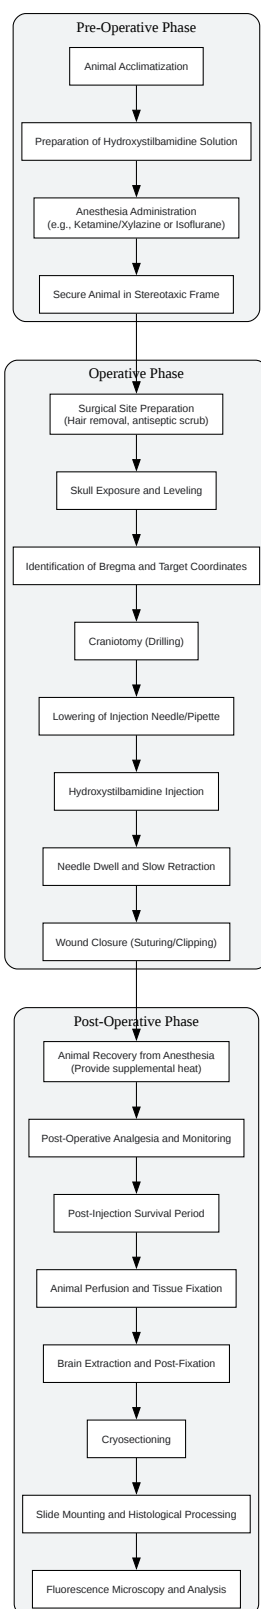 Pre-Operative Phase
Animal Acclimatization
Preparation of Hydroxystilbamidine Solution
Anesthesia Administration
(e.g., Ketamine/Xylazine or Isoflurane)
Secure Animal in Stereotaxic Frame
Operative Phase
Surgical Site Preparation
(Hair removal, antiseptic scrub)
Skull Exposure and Leveling
Identification of Bregma and Target Coordinates
Craniotomy (Drilling)
Lowering of Injection Needle/Pipette
Hydroxystilbamidine Injection
Needle Dwell and Slow Retraction
Wound Closure (Suturing/Clipping)
Post-Operative Phase
Animal Recovery from Anesthesia
(Provide supplemental heat)
Post-Operative Analgesia and Monitoring
Post-Injection Survival Period
Animal Perfusion and Tissue Fixation
Brain Extraction and Post-Fixation
Cryosectioning
Slide Mounting and Histological Processing
Fluorescence Microscopy and Analysis